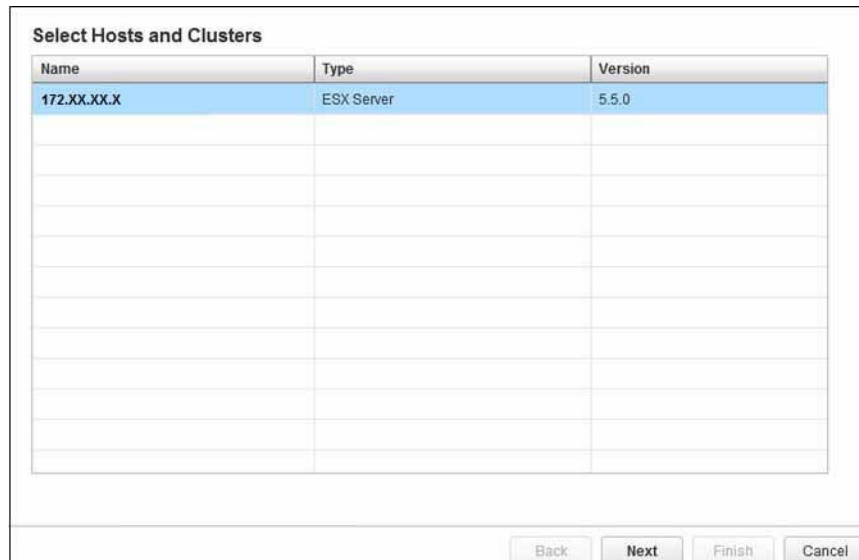 Select Hosts and Clusters
Name Type Version
172.XX.XX.X ESX Server 5.5.0
Back Next Finish Cancel